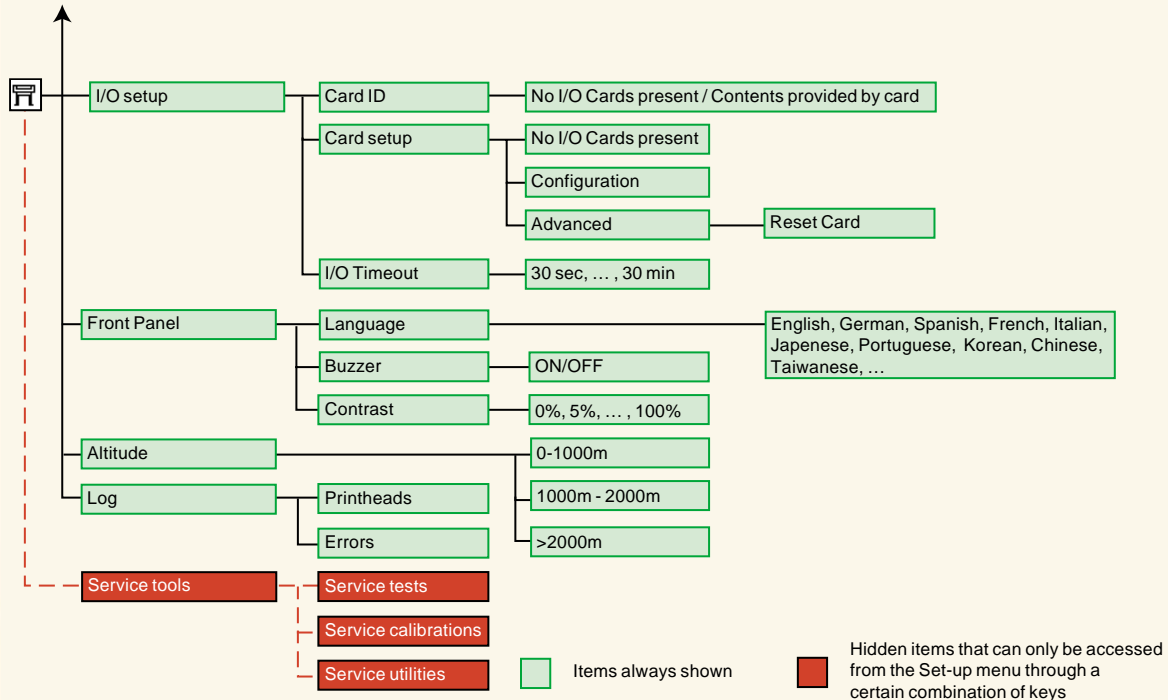 I/O setup
Card ID
No I/O Cards present / Contents provided by card
Card setup
No I/O Cards present
Configuration
Advanced
Reset Card
I/O Timeout
30 sec, … , 30 min
Front Panel
Language
English, German, Spanish, French, Italian,
Japenese, Portuguese, Korean, Chinese,
Taiwanese, …
Buzzer
ON/OFF
Contrast
0%, 5%, … , 100%
Altitude
0-1000m
1000m - 2000m
>2000m
Log
Printheads
Errors
Service tools
Service tests
Service calibrations
Service utilities
Items always shown
Hidden items that can only be accessed
from the Set-up menu through a
certain combination of keys